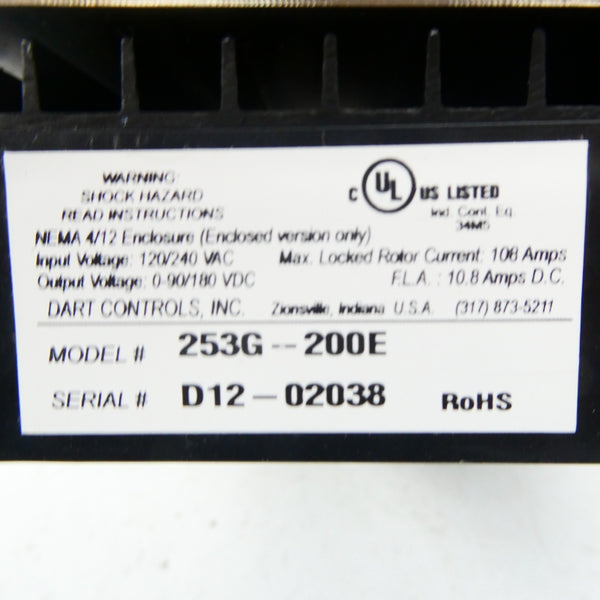 WARNING:
SHOCK HAZARD
READ INSTRUCTIONS
C UL US LISTED
Ind. Cont. Eq.
34M5
NEMA 4/12 Enclosure (Enclosed version only)
Input Voltage: 120/240 VAC Max. Locked Rotor Current: 108 Amps
Output Voltage: 0-90/180 VDC F.L.A. : 10.8 Amps D.C.
DART CONTROLS, INC. Zionsville, Indiana U.S.A. (317) 873-5211
MODEL # 253G--200E
SERIAL # D12-02038 RoHS